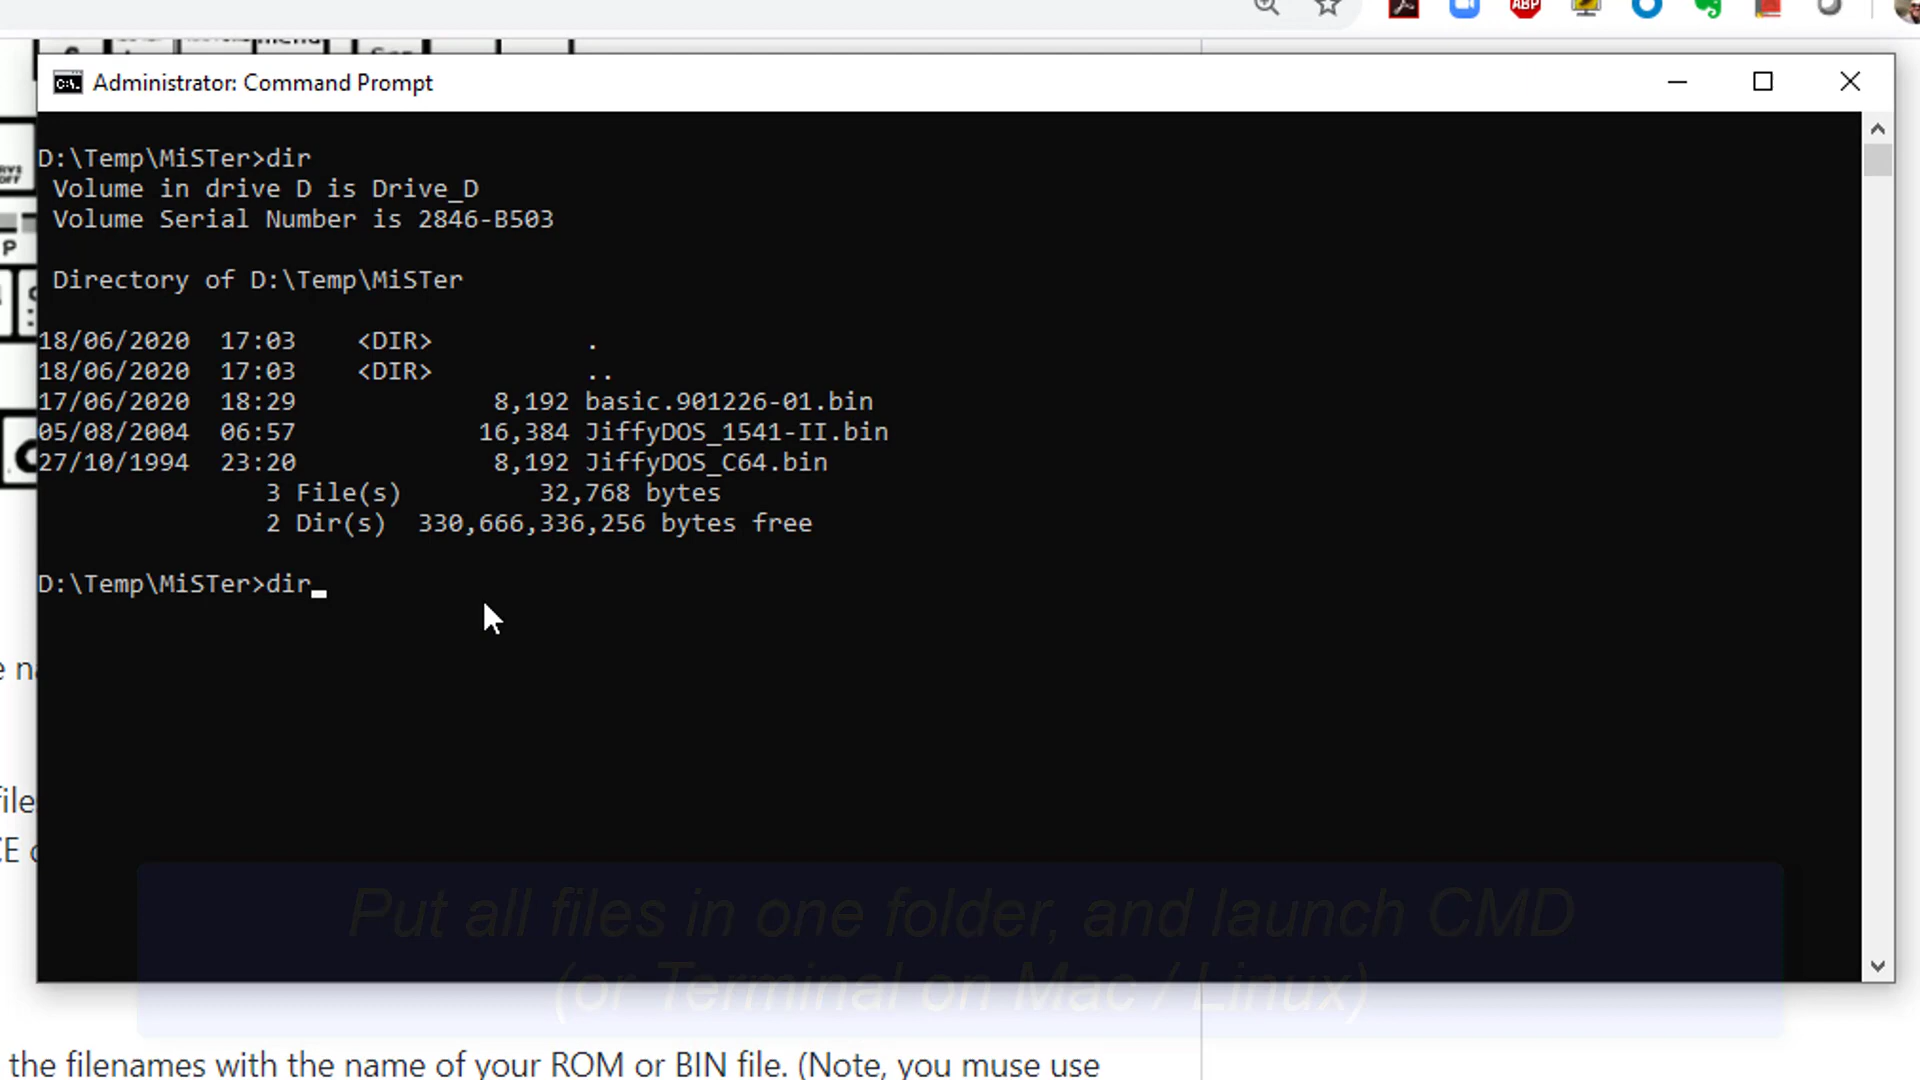 ABP
Administrator: Command Prompt
D:\Temp\MiSTer>dir
Volume in drive D is Drive_D
Volume Serial Number is 2846-B503
Directory of D:\Temp\MiSTer
18/06/2020 17:03 <DIR> .
18/06/2020 17:03 <DIR> ..
17/06/2020 18:29 8,192 basic.901226-01.bin
05/08/2004 06:57 16,384 JiffyDOS_1541-II.bin
27/10/1994 23:20 8,192 JiffyDOS_C64.bin
3 File(s) 32,768 bytes
2 Dir(s) 330,666,336,256 bytes free
D:\Temp\MiSTer>dir_
Put all files in one folder, and launch CMD
(or Terminal on Mac / Linux)
the filenames with the name of your ROM or BIN file. (Note, you muse use